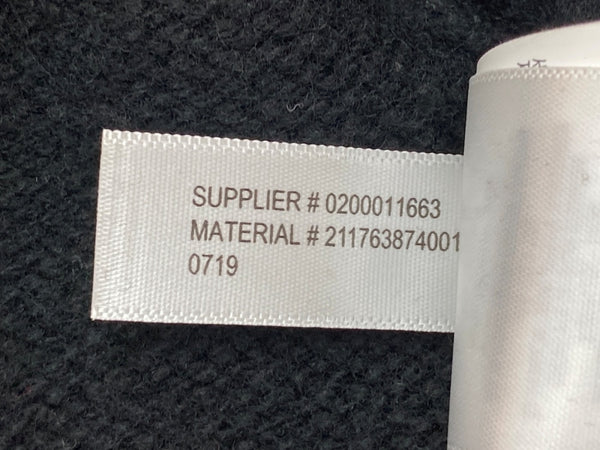 SUPPLIER # 0200011663
MATERIAL # 211763874001
0719